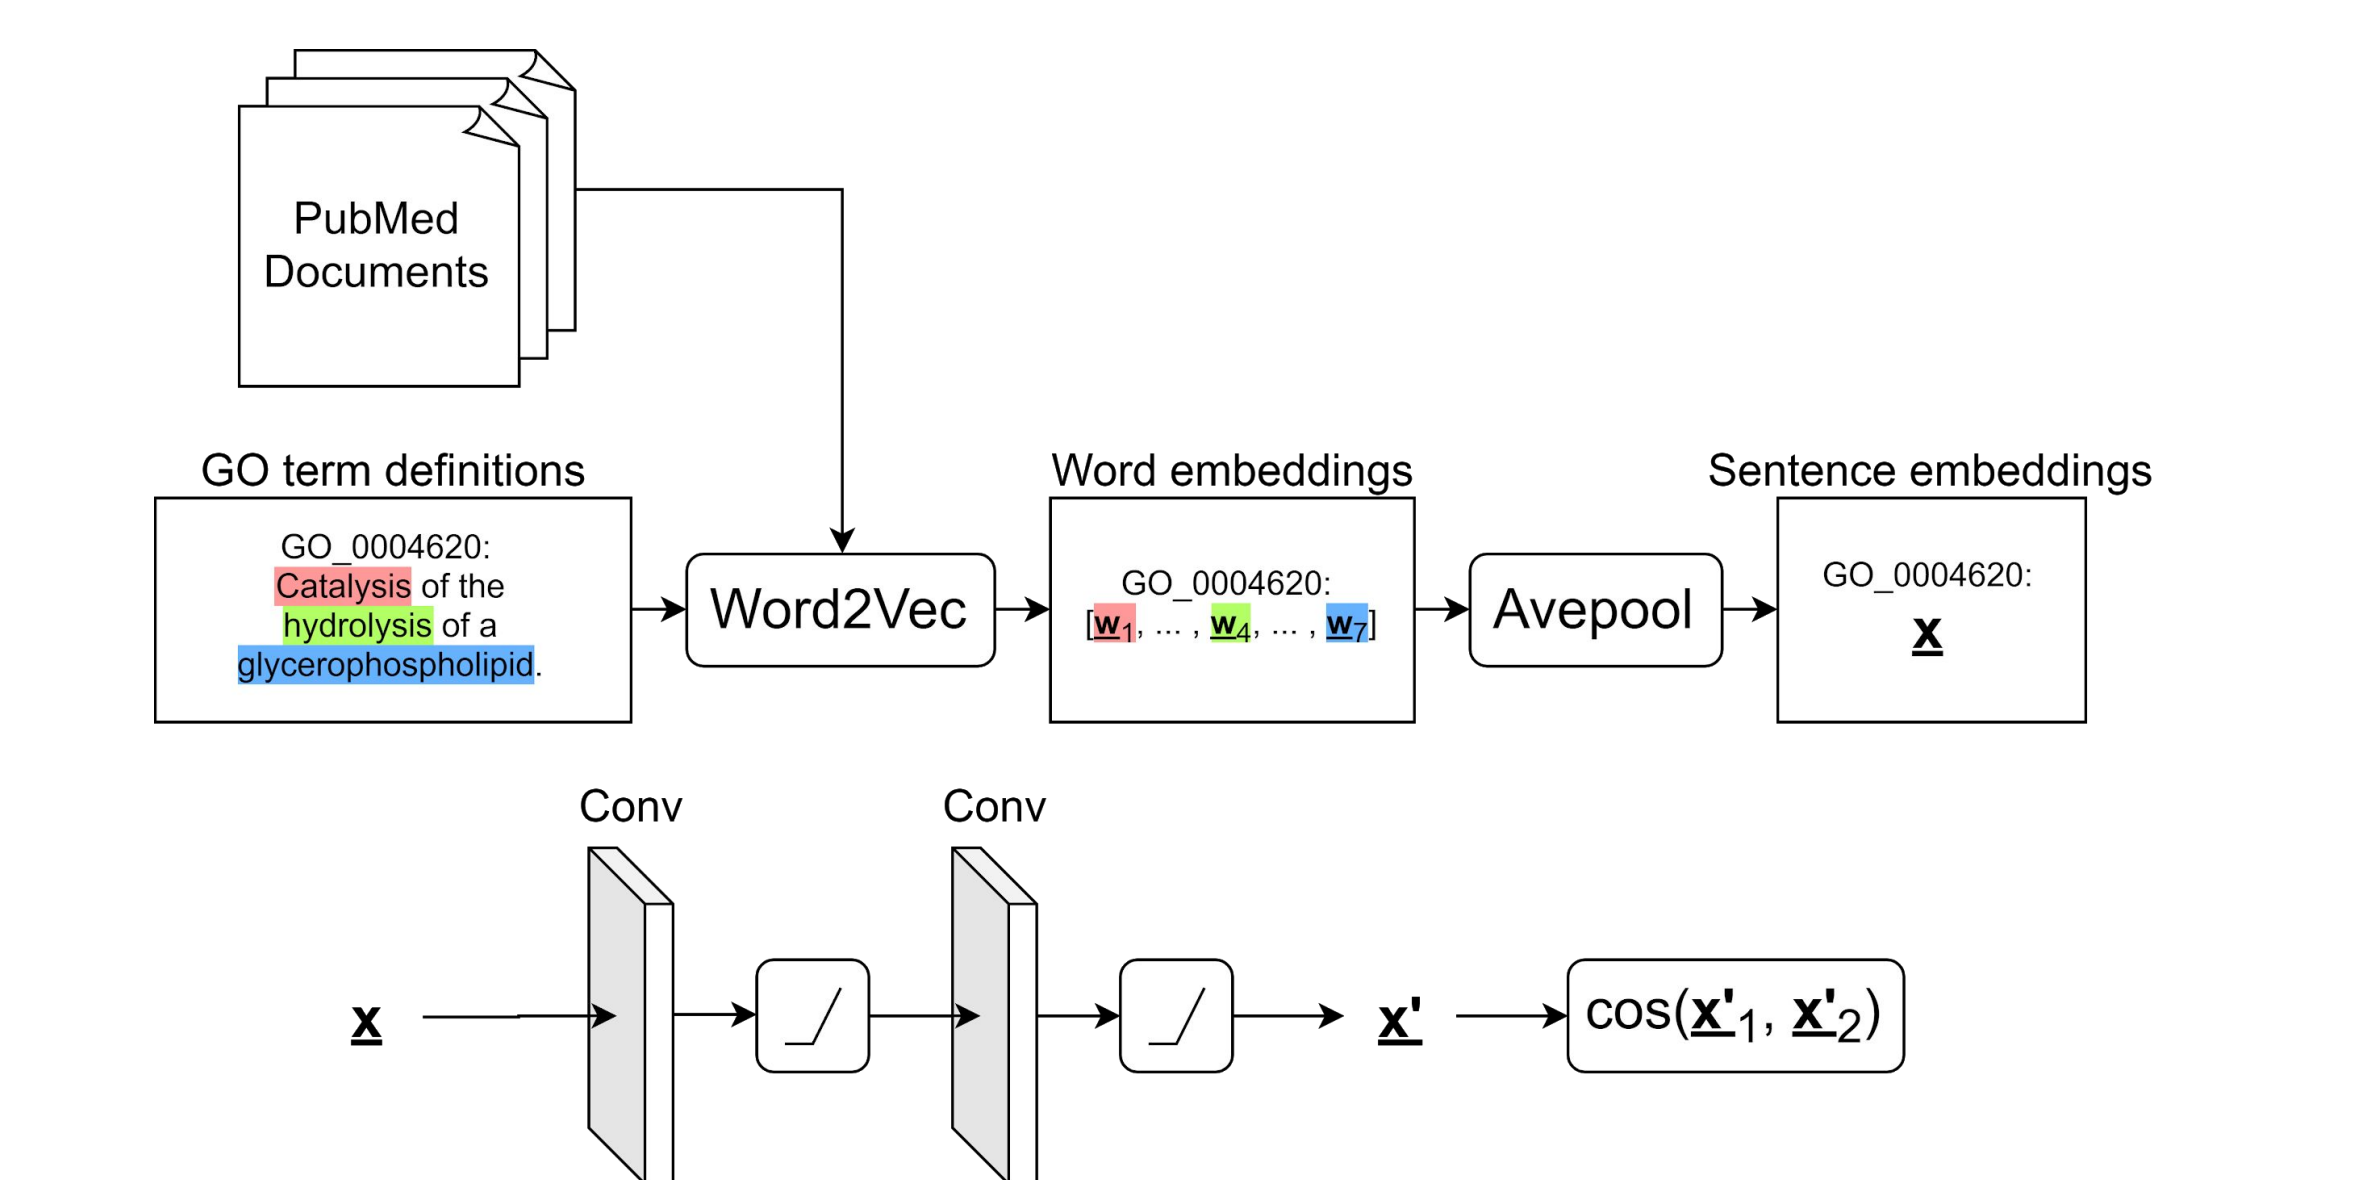 PubMed
Documents
GO term definitions
GO_0004620:
Catalysis of the
hydrolysis of a
glycerophospholipid.
Word2Vec
Word embeddings
GO_0004620:
[w1, ... , w4, ... , w7]
Avepool
Sentence embeddings
GO_0004620:
x
Conv
Conv
x
x'
cos(x'1, x'2)